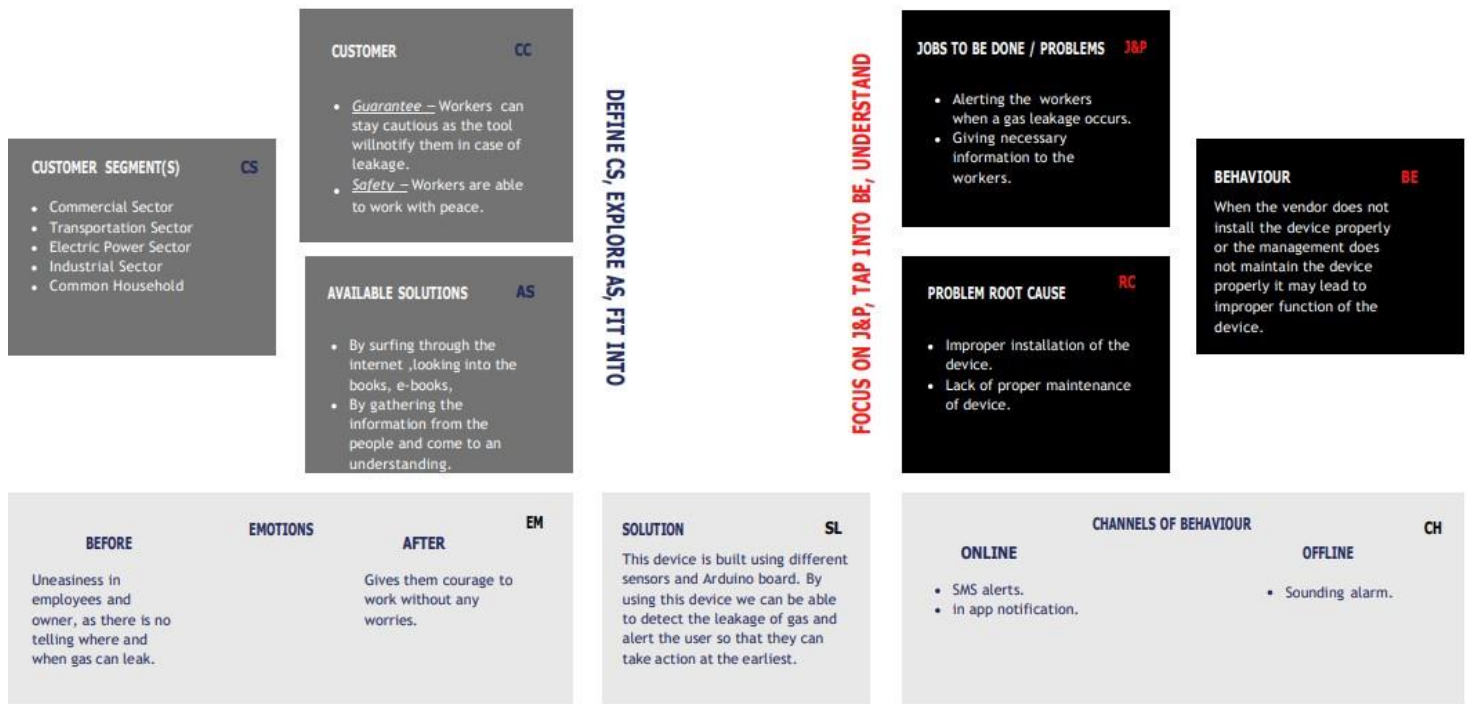 CUSTOMER SEGMENT(S) CS
• Commercial Sector
• Transportation Sector
• Electric Power Sector
• Industrial Sector
• Common Household
CUSTOMER CC
• Guarantee – Workers can
stay cautious as the tool
willnotify them in case of
leakage.
• Safety – Workers are able
to work with peace.
AVAILABLE SOLUTIONS AS
• By surfing through the
internet ,looking into the
books, e-books,
• By gathering the
information from the
people and come to an
understanding.
DEFINE CS, EXPLORE AS, FIT INTO
FOCUS ON J&P, TAP INTO BE, UNDERSTAND
JOBS TO BE DONE / PROBLEMS J&P
• Alerting the workers
when a gas leakage occurs.
• Giving necessary
information to the
workers.
PROBLEM ROOT CAUSE RC
• Improper installation of the
device.
• Lack of proper maintenance
of device.
BEHAVIOUR BE
When the vendor does not
install the device properly
or the management does
not maintain the device
properly it may lead to
improper function of the
device.
EMOTIONS EM
BEFORE
Uneasiness in
employees and
owner, as there is no
telling where and
when gas can leak.
AFTER
Gives them courage to
work without any
worries.
SOLUTION SL
This device is built using different
sensors and Arduino board. By
using this device we can be able
to detect the leakage of gas and
alert the user so that they can
take action at the earliest.
CHANNELS OF BEHAVIOUR CH
ONLINE
• SMS alerts.
• in app notification.
OFFLINE
• Sounding alarm.